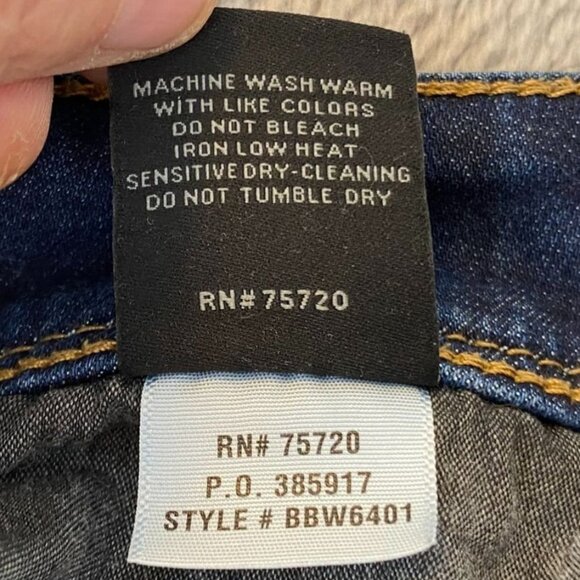 MACHINE WASH WARM
WITH LIKE COLORS
DO NOT BLEACH
IRON LOW HEAT
SENSITIVE DRY-CLEANING
DO NOT TUMBLE DRY
RN# 75720
RN# 75720
P.O. 385917
STYLE # BBW6401